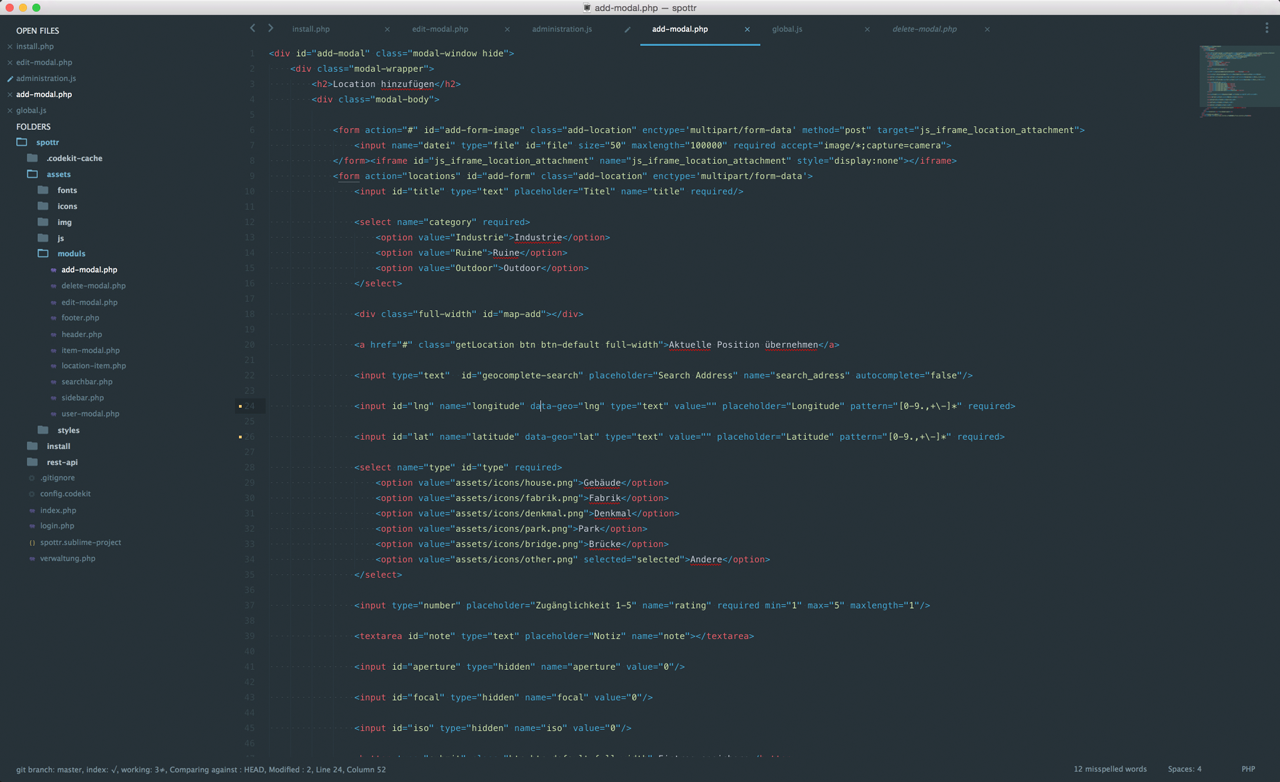 add-modal.php — spottr
OPEN FILES
install.php
edit-modal.php
administration.js
add-modal.php
global.js
FOLDERS
spottr
.codekit-cache
assets
fonts
icons
img
js
moduls
add-modal.php
delete-modal.php
edit-modal.php
footer.php
header.php
item-modal.php
location-item.php
searchbar.php
sidebar.php
user-modal.php
styles
install
rest-api
.gitignore
config.codekit
index.php
login.php
spottr.sublime-project
verwaltung.php
install.php edit-modal.php administration.js add-modal.php global.js delete-modal.php
1 <div id="add-modal" class="modal-window hide">
2 <div class="modal-wrapper">
3 <h2>Location hinzufügen</h2>
4 <div class="modal-body">
5
6 <form action="#" id="add-form-image" class="add-location" enctype='multipart/form-data' method="post" target="js_iframe_location_attachment">
7 <input name="datei" type="file" id="file" size="50" maxlength="100000" required accept="image/*;capture=camera">
8 </form><iframe id="js_iframe_location_attachment" name="js_iframe_location_attachment" style="display:none"></iframe>
9 <form action="locations" id="add-form" class="add-location" enctype='multipart/form-data'>
10 <input id="title" type="text" placeholder="Titel" name="title" required/>
11
12 <select name="category" required>
13 <option value="Industrie">Industrie</option>
14 <option value="Ruine">Ruine</option>
15 <option value="Outdoor">Outdoor</option>
16 </select>
17
18 <div class="full-width" id="map-add"></div>
19
20 <a href="#" class="getLocation btn btn-default full-width">Aktuelle Position übernehmen</a>
21
22 <input type="text"  id="geocomplete-search" placeholder="Search Address" name="search_adress" autocomplete="false"/>
23
24 <input id="lng" name="longitude" data-geo="lng" type="text" value="" placeholder="Longitude" pattern="[0-9.,+\-]*" required>
25
26 <input id="lat" name="latitude" data-geo="lat" type="text" value="" placeholder="Latitude" pattern="[0-9.,+\-]*" required>
27
28 <select name="type" id="type" required>
29 <option value="assets/icons/house.png">Gebäude</option>
30 <option value="assets/icons/fabrik.png">Fabrik</option>
31 <option value="assets/icons/denkmal.png">Denkmal</option>
32 <option value="assets/icons/park.png">Park</option>
33 <option value="assets/icons/bridge.png">Brücke</option>
34 <option value="assets/icons/other.png" selected="selected">Andere</option>
35 </select>
36
37 <input type="number" placeholder="Zugänglichkeit 1-5" name="rating" required min="1" max="5" maxlength="1"/>
38
39 <textarea id="note" type="text" placeholder="Notiz" name="note"></textarea>
40
41 <input id="aperture" type="hidden" name="aperture" value="0"/>
42
43 <input id="focal" type="hidden" name="focal" value="0"/>
44
45 <input id="iso" type="hidden" name="iso" value="0"/>
46
git branch: master, index: √, working: 3≠, Comparing against : HEAD, Modified : 2, Line 24, Column 52
12 misspelled words Spaces: 4 PHP